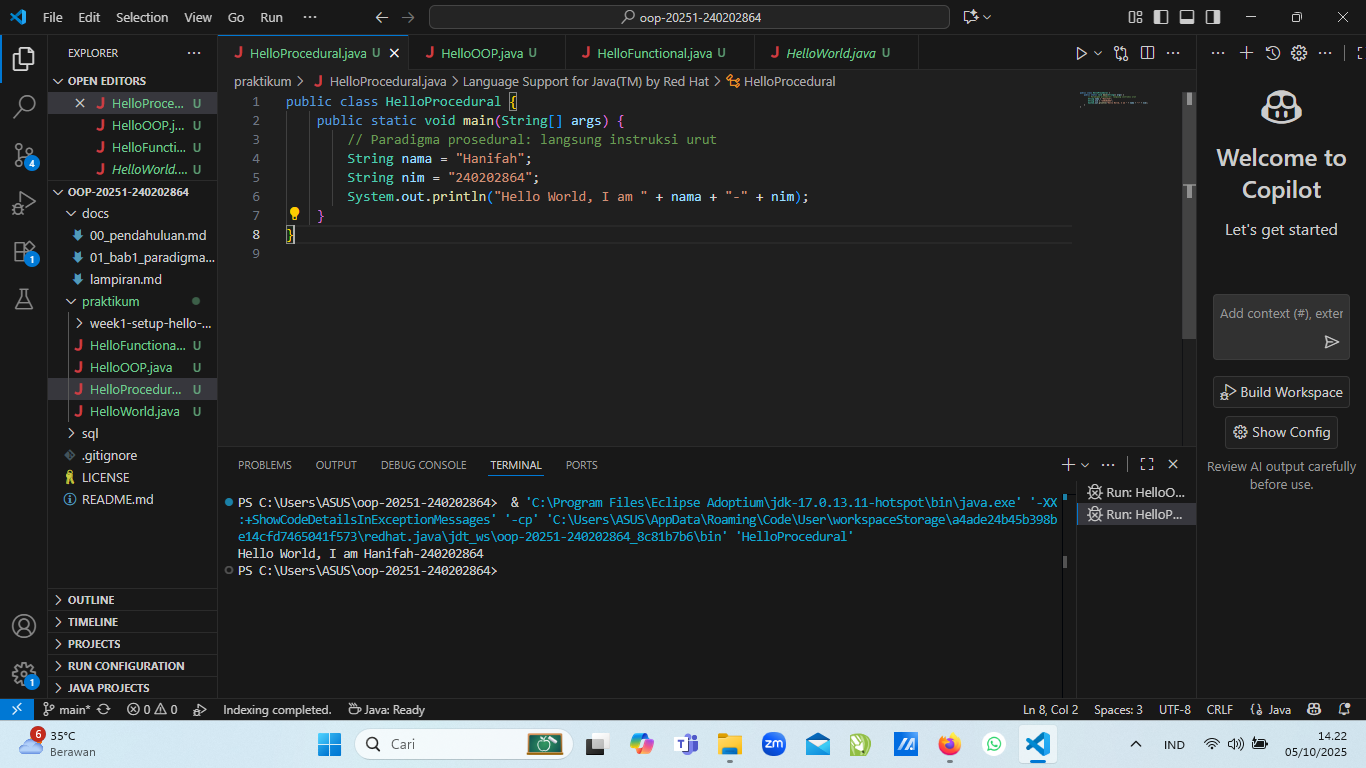 File Edit Selection View Go Run ··· oop-20251-240202864
EXPLORER ···
OPEN EDITORS
HelloProce... U
HelloOOP.j... U
HelloFuncti... U
HelloWorld.... U
OOP-20251-240202864
docs
00_pendahuluan.md
01_bab1_paradigma...
lampiran.md
praktikum
week1-setup-hello-...
HelloFunctiona... U
HelloOOP.java U
HelloProcedur... U
HelloWorld.java U
sql
.gitignore
LICENSE
README.md
OUTLINE
TIMELINE
PROJECTS
RUN CONFIGURATION
JAVA PROJECTS
4
1
1
HelloProcedural.java U HelloOOP.java U HelloFunctional.java U HelloWorld.java U
praktikum > HelloProcedural.java > Language Support for Java(TM) by Red Hat > HelloProcedural
1 public class HelloProcedural {
2 public static void main(String[] args) {
3 // Paradigma prosedural: langsung instruksi urut
4 String nama = "Hanifah";
5 String nim = "240202864";
6 System.out.println("Hello World, I am " + nama + "-" + nim);
7 }
8 }
9
PROBLEMS OUTPUT DEBUG CONSOLE TERMINAL PORTS
PS C:\Users\ASUS\oop-20251-240202864> & 'C:\Program Files\Eclipse Adoptium\jdk-17.0.13.11-hotspot\bin\java.exe' '-XX
:+ShowCodeDetailsInExceptionMessages' '-cp' 'C:\Users\ASUS\AppData\Roaming\Code\User\workspaceStorage\a4ade24b45b398b
e14cfd7465041f573\redhat.java\jdt_ws\oop-20251-240202864_8c81b7b6\bin' 'HelloProcedural'
Hello World, I am Hanifah-240202864
PS C:\Users\ASUS\oop-20251-240202864>
Run: HelloO...
Run: HelloP...
Welcome to
Copilot
Let's get started
Add context (#), exter
Build Workspace
Show Config
Review AI output carefully
before use.
main* 0 0 Indexing completed. Java: Ready Ln 8, Col 2 Spaces: 3 UTF-8 CRLF {} Java
6
35°C
Berawan
Cari
zm
IND
14.22
05/10/2025